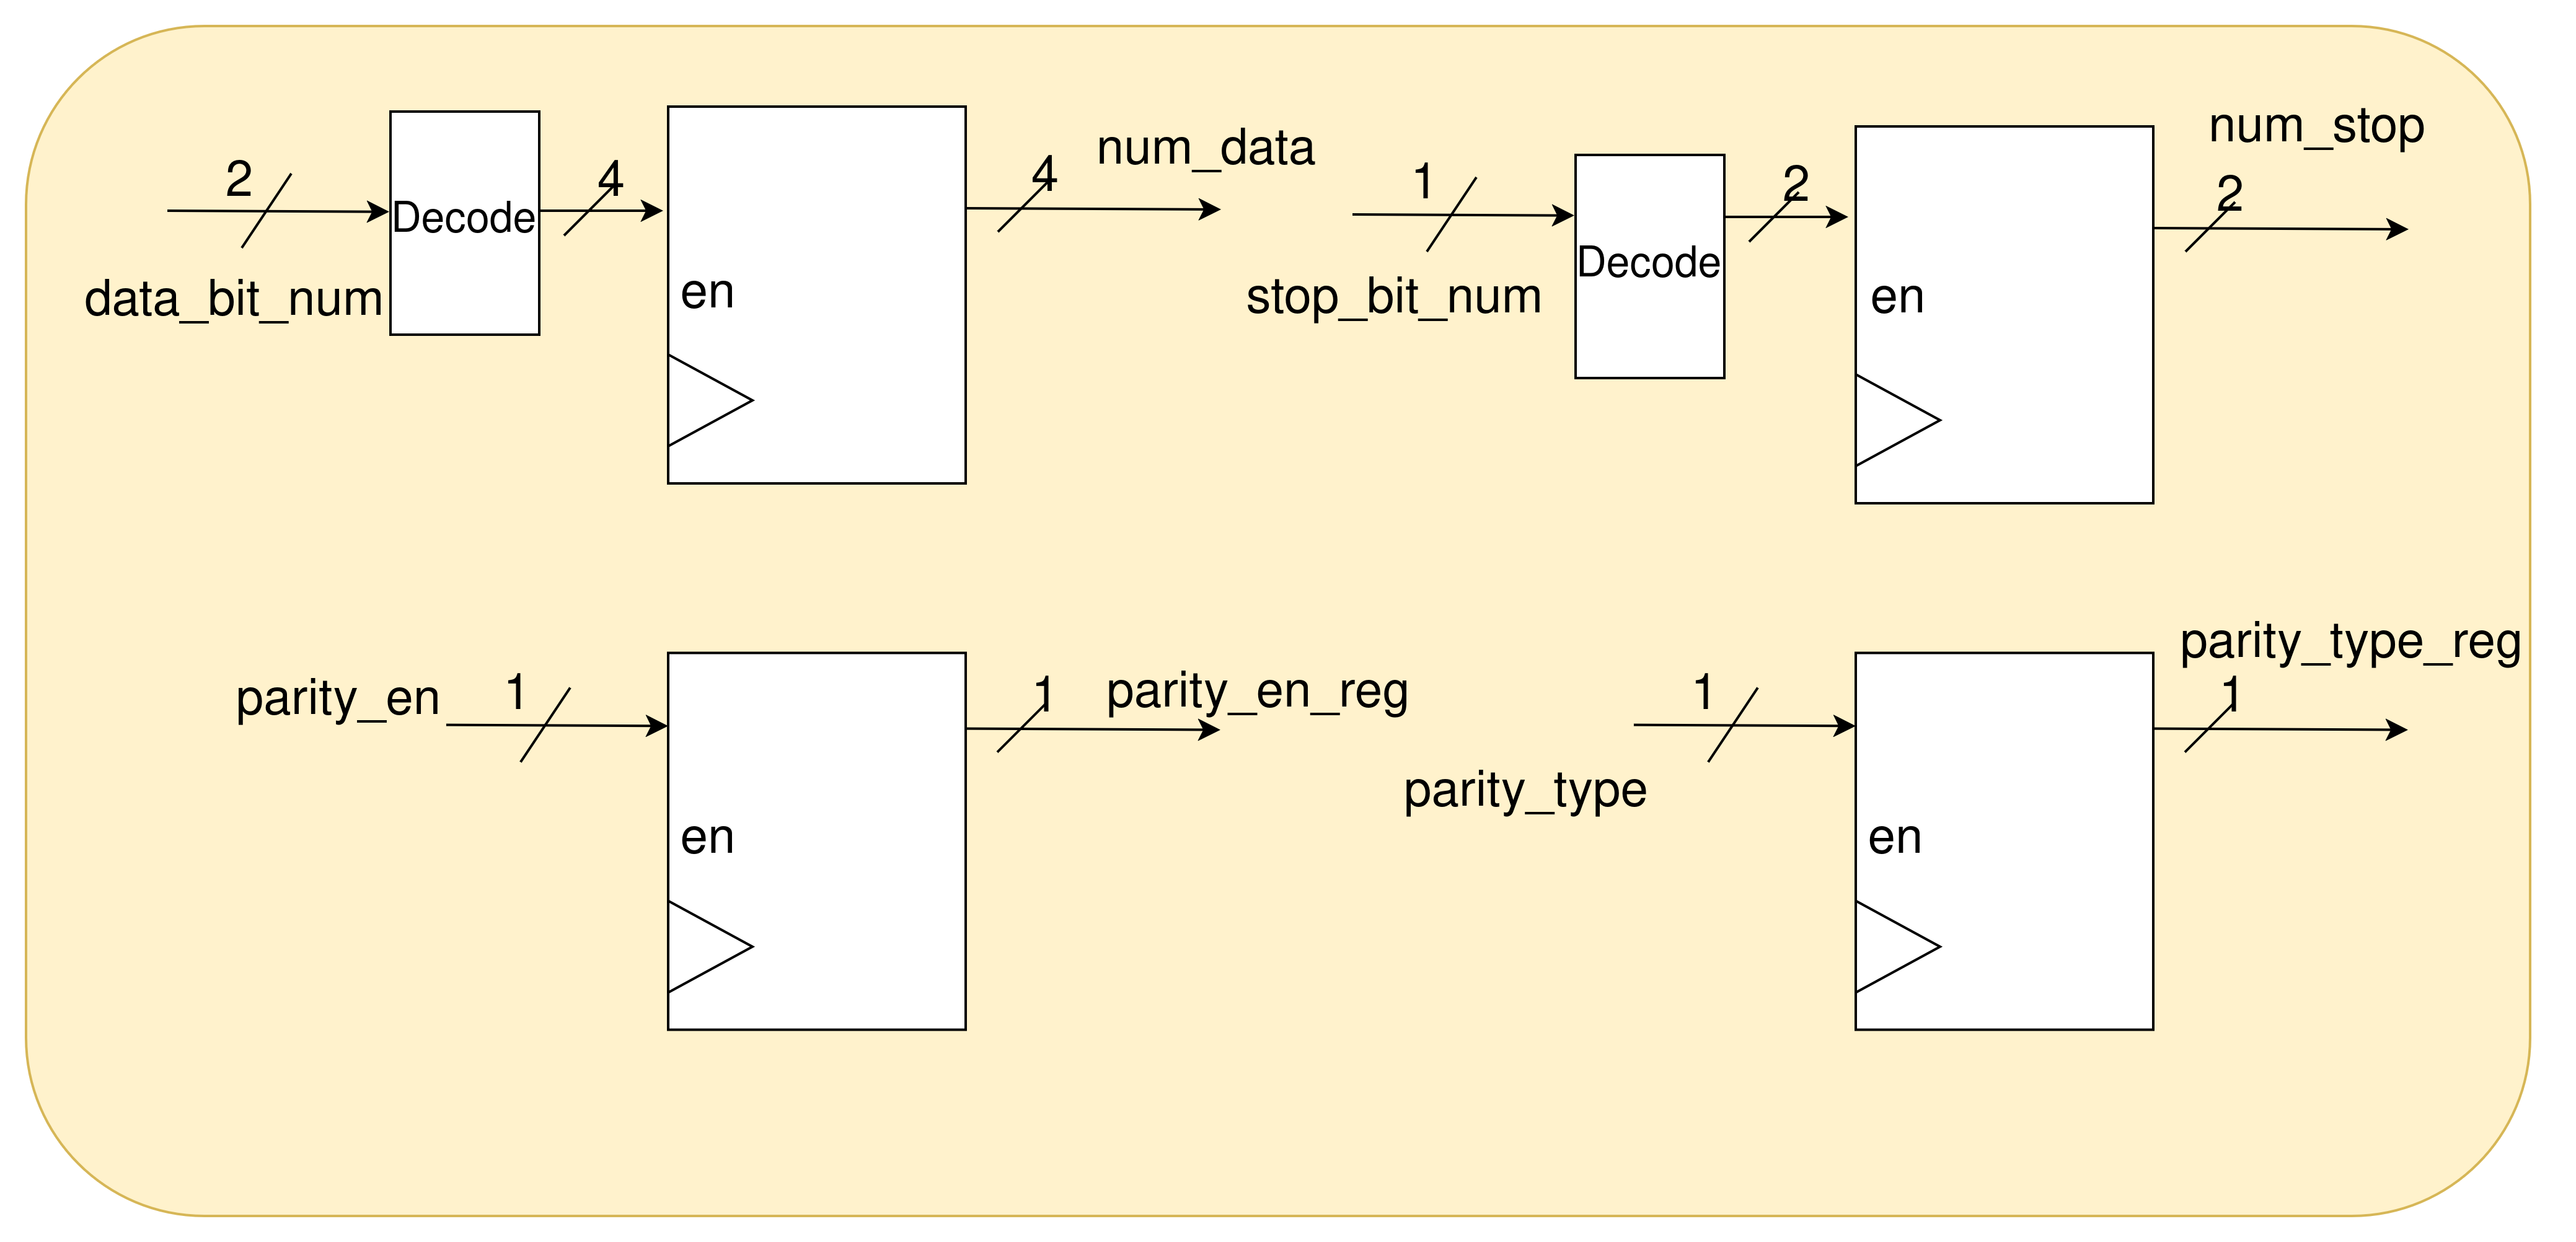 2
data_bit_num
Decode
4
en
4
num_data
1
stop_bit_num
Decode
2
en
num_stop
2
parity_en
1
en
1
parity_en_reg
1
parity_type
en
parity_type_reg
1